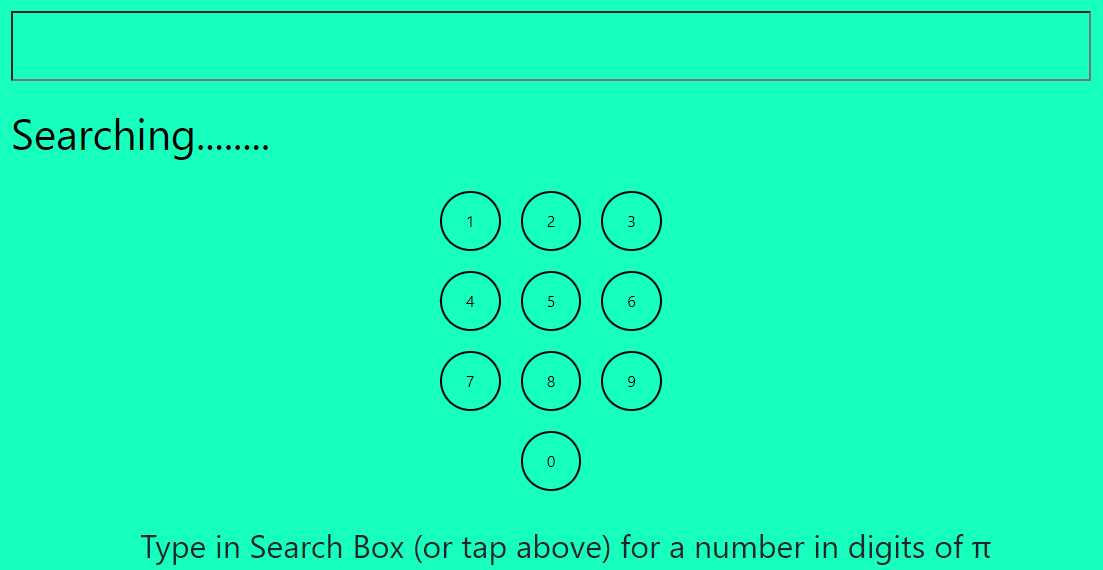 Searching........
1 2 3
4 5 6
7 8 9
0
Type in Search Box (or tap above) for a number in digits of π